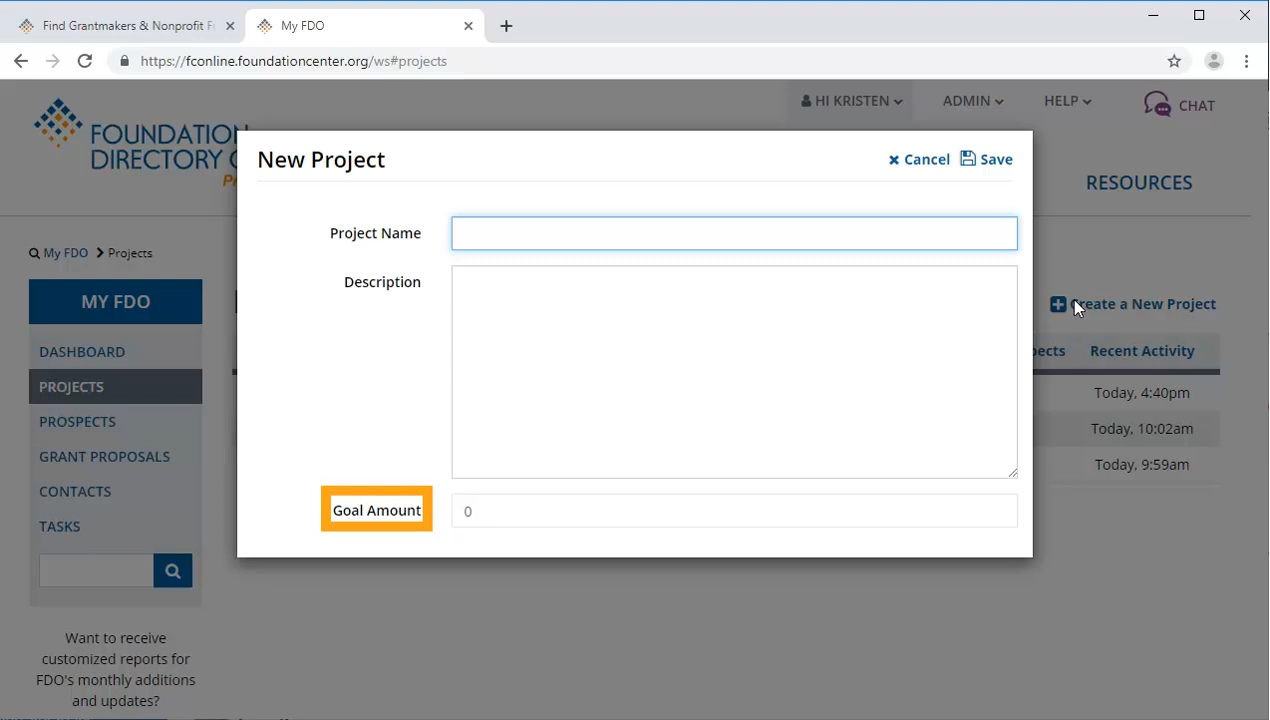 Find Grantmakers & Nonprofit F
My FDO
https://fconline.foundationcenter.org/ws#projects
HI KRISTEN
ADMIN
HELP
CHAT
FOUNDATION
DIRECTORY
RESOURCES
New Project
Cancel
Save
Project Name
Description
Goal Amount
0
My FDO
Projects
MY FDO
DASHBOARD
PROJECTS
PROSPECTS
GRANT PROPOSALS
CONTACTS
TASKS
Create a New Project
Recent Activity
Today, 4:40pm
Today, 10:02am
Today, 9:59am
Want to receive
customized reports for
FDO's monthly additions
and updates?